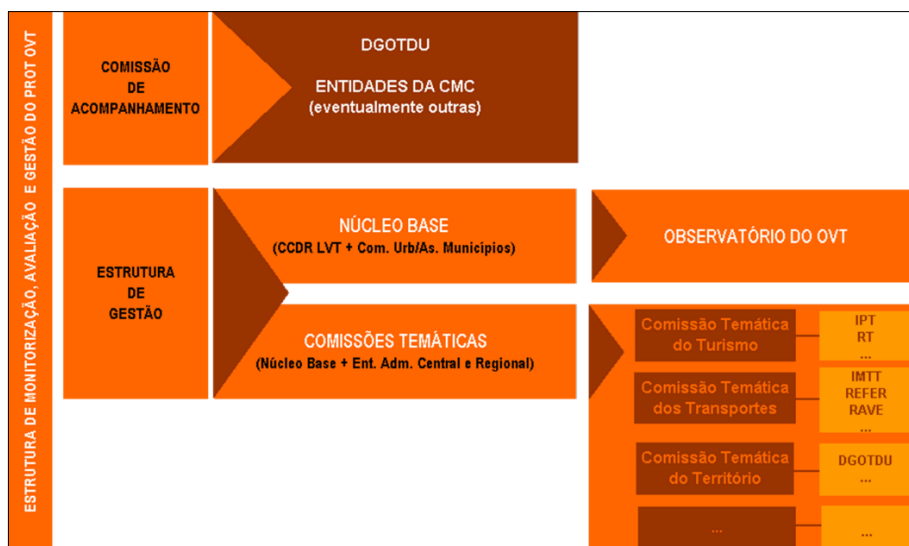 ESTRUTURA DE MONITORIZAÇÃO, AVALIAÇÃO E GESTÃO DO PROT OVT
COMISSÃO
DE
ACOMPANHAMENTO
DGOTDU
ENTIDADES DA CMC
(eventualmente outras)
ESTRUTURA
DE
GESTÃO
NÚCLEO BASE
(CCDR LVT + Com. Urb/As. Municípios)
OBSERVATÓRIO DO OVT
COMISSÕES TEMÁTICAS
(Núcleo Base + Ent. Adm. Central e Regional)
Comissão Temática
do Turismo
IPT
RT
...
Comissão Temática
dos Transportes
IMTT
REFER
RAVE
...
Comissão Temática
do Território
DGOTDU
...
...
...